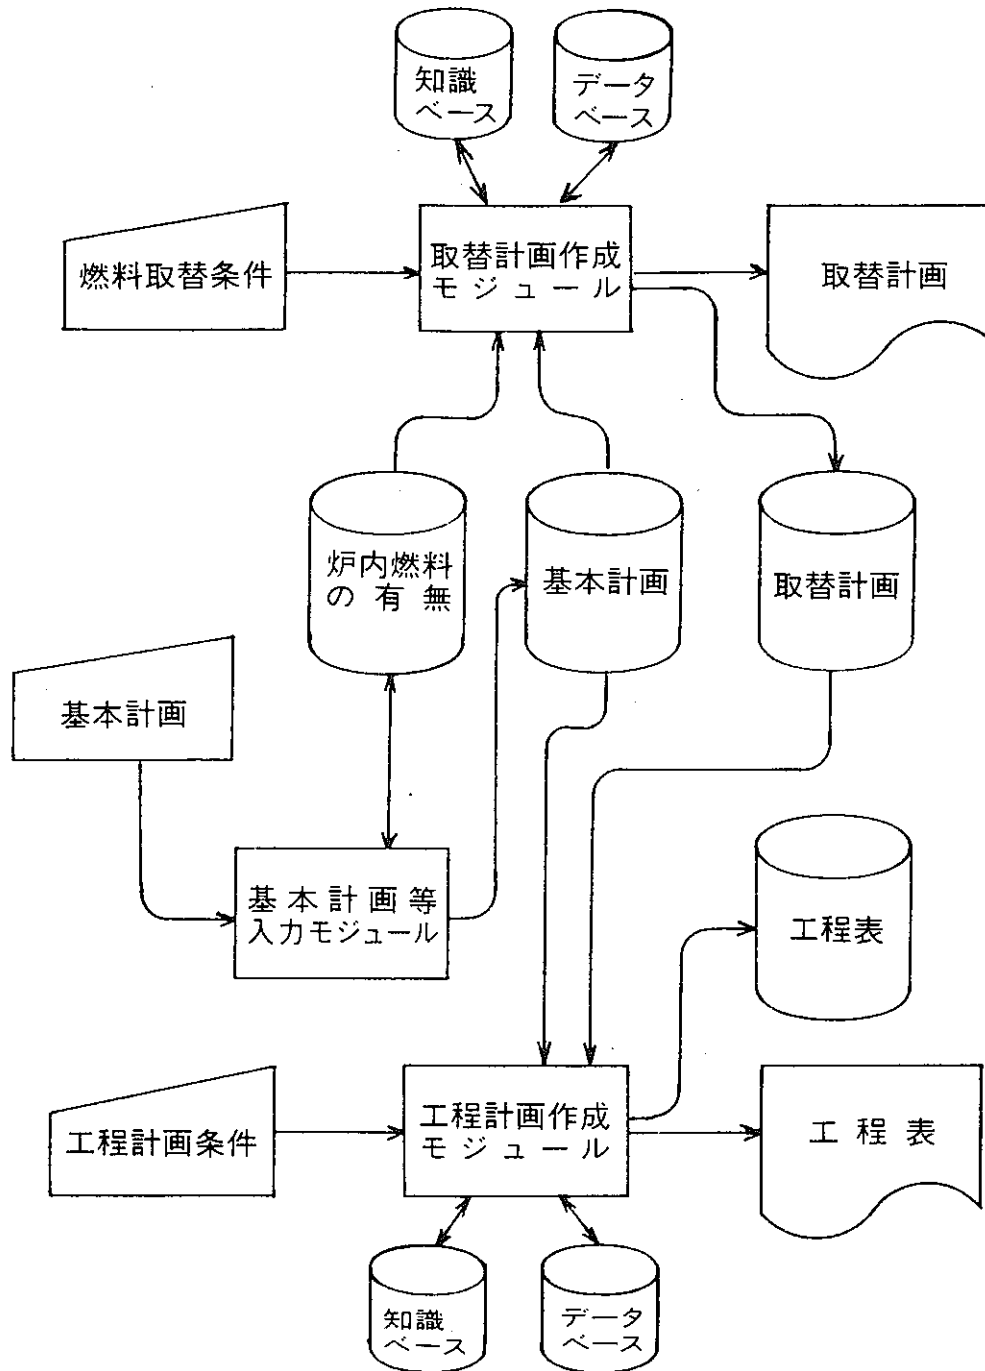 知識
ベース
データ
ベース
燃料取替条件
取替計画作成
モジュール
取替計画
炉内燃料
の有無
基本計画
取替計画
基本計画
基本計画等
入力モジュール
工程表
工程計画条件
工程計画作成
モジュール
工程表
知識
ベース
データ
ベース